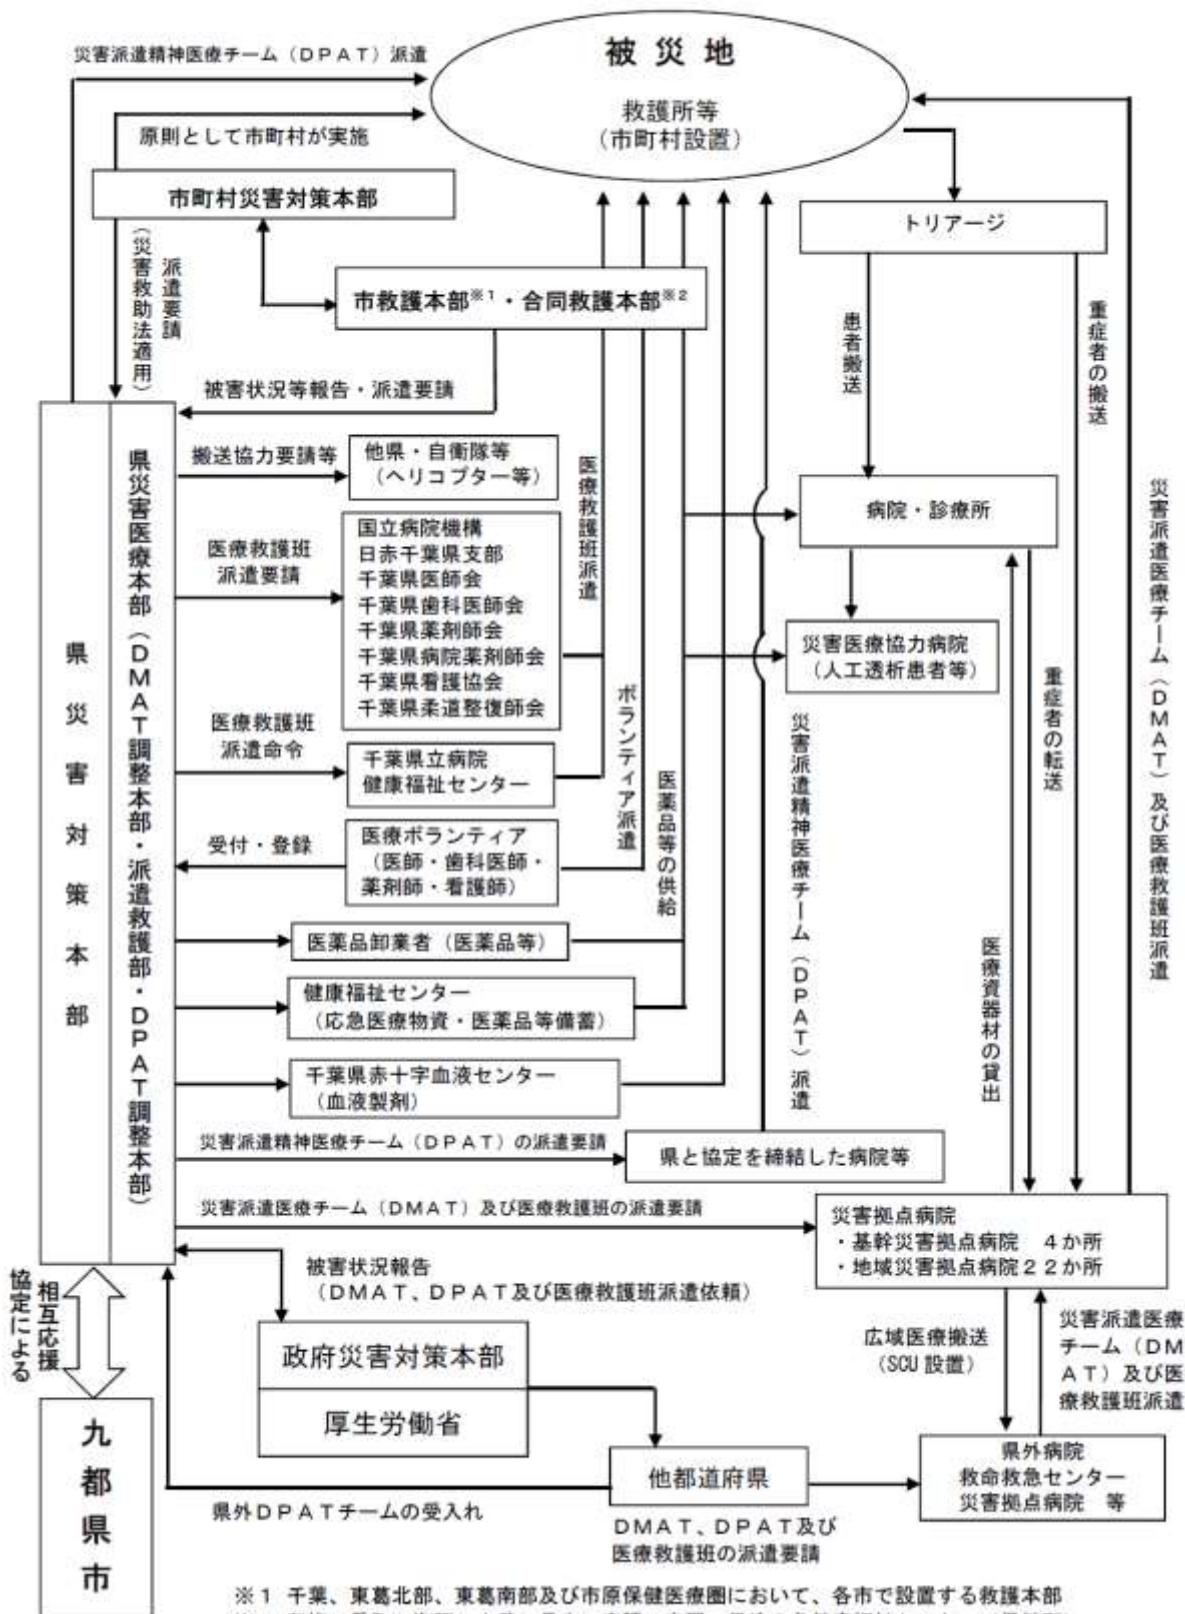 災害派遣精神医療チーム（ＤＰＡＴ）派遣
被災地
救護所等
（市町村設置）
原則として市町村が実施
市町村災害対策本部
トリアージ
派遣要請
（災害救助法適用）
市救護本部※1・合同救護本部※2
患者搬送
重症者の搬送
被害状況等報告・派遣要請
県災害対策本部
県災害医療本部（ＤＭＡＴ調整本部・派遣救護部・ＤＰＡＴ調整本部）
搬送協力要請等
他県・自衛隊等
（ヘリコプター等）
医療救護班派遣
病院・診療所
災害派遣医療チーム（ＤＭＡＴ）及び医療救護班派遣
医療救護班
派遣要請
国立病院機構
日赤千葉県支部
千葉県医師会
千葉県歯科医師会
千葉県薬剤師会
千葉県病院薬剤師会
千葉県看護協会
千葉県柔道整復師会
災害医療協力病院
（人工透析患者等）
重症者の転送
医療救護班
派遣命令
千葉県立病院
健康福祉センター
ボランティア派遣
医薬品等の供給
災害派遣精神医療チーム（ＤＰＡＴ）派遣
受付・登録
医療ボランティア
（医師・歯科医師・
薬剤師・看護師）
医薬品卸業者（医薬品等）
医療資器材の貸出
健康福祉センター
（応急医療物資・医薬品等備蓄）
千葉県赤十字血液センター
（血液製剤）
災害派遣精神医療チーム（ＤＰＡＴ）の派遣要請
県と協定を締結した病院等
災害派遣医療チーム（ＤＭＡＴ）及び医療救護班の派遣要請
災害拠点病院
・基幹災害拠点病院　４か所
・地域災害拠点病院２２か所
被害状況報告
（ＤＭＡＴ、ＤＰＡＴ及び医療救護班派遣依頼）
相互応援
協定による
政府災害対策本部
厚生労働省
広域医療搬送
（SCU 設置）
災害派遣医療
チーム（ＤＭ
ＡＴ）及び医
療救護班派遣
九都県市
他都道府県
県外病院
救命救急センター
災害拠点病院　等
県外ＤＰＡＴチームの受入れ
ＤＭＡＴ、ＤＰＡＴ及び
医療救護班の派遣要請
※１ 千葉、東葛北部、東葛南部及び市原保健医療圏において、各市で設置する救護本部